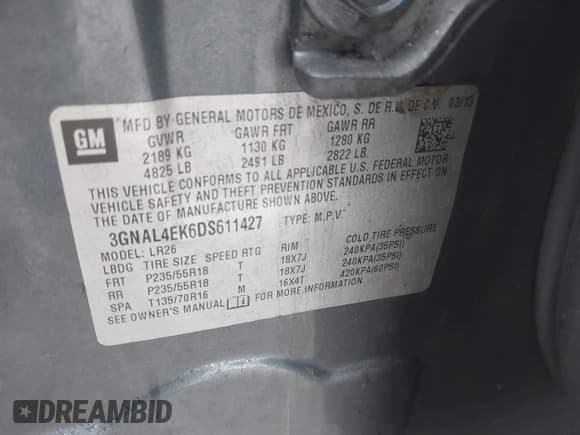 GM
MFD BY GENERAL MOTORS DE MEXICO, S. DE R.L. DE C.V. 03/13
GVWR GAWR FRT GAWR RR
2189 KG 1130 KG 1280 KG
4825 LB 2491 LB 2822 LB
THIS VEHICLE CONFORMS TO ALL APPLICABLE U.S. FEDERAL MOTOR
VEHICLE SAFETY AND THEFT PREVENTION STANDARDS IN EFFECT ON
THE DATE OF MANUFACTURE SHOWN ABOVE.
3GNAL4EK6DS611427 TYPE: M.P.V.
MODEL: LR26
LBDG TIRE SIZE SPEED RTG RIM COLD TIRE PRESSURE
FRT P235/55R18 T 18X7J 240KPA(35PSI)
RR P235/55R18 T 18X7J 240KPA(35PSI)
SPA T135/70R16 M 16X4T 420KPA(60PSI)
SEE OWNER'S MANUAL FOR MORE INFORMATION.
DREAMBID